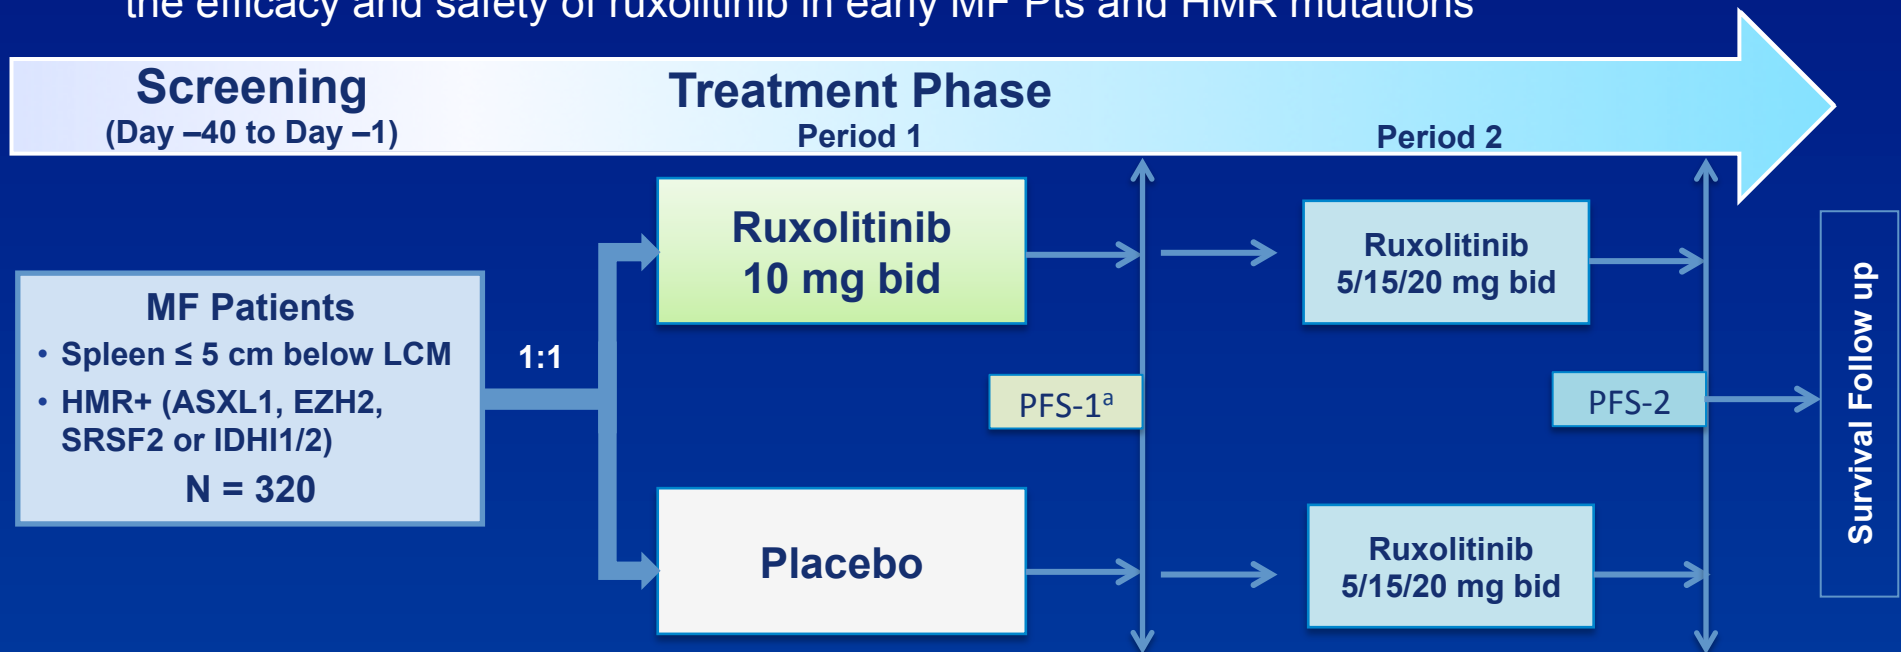 the efficacy and safety of ruxolitinib in early MF Pts and HMR mutations
Screening
(Day –40 to Day –1)
Treatment Phase
Period 1
Period 2
MF Patients
• Spleen ≤ 5 cm below LCM
• HMR+ (ASXL1, EZH2,
SRSF2 or IDHI1/2)
N = 320
1:1
Ruxolitinib
10 mg bid
Placebo
PFS-1ᵃ
Ruxolitinib
5/15/20 mg bid
Ruxolitinib
5/15/20 mg bid
PFS-2
Survival Follow up